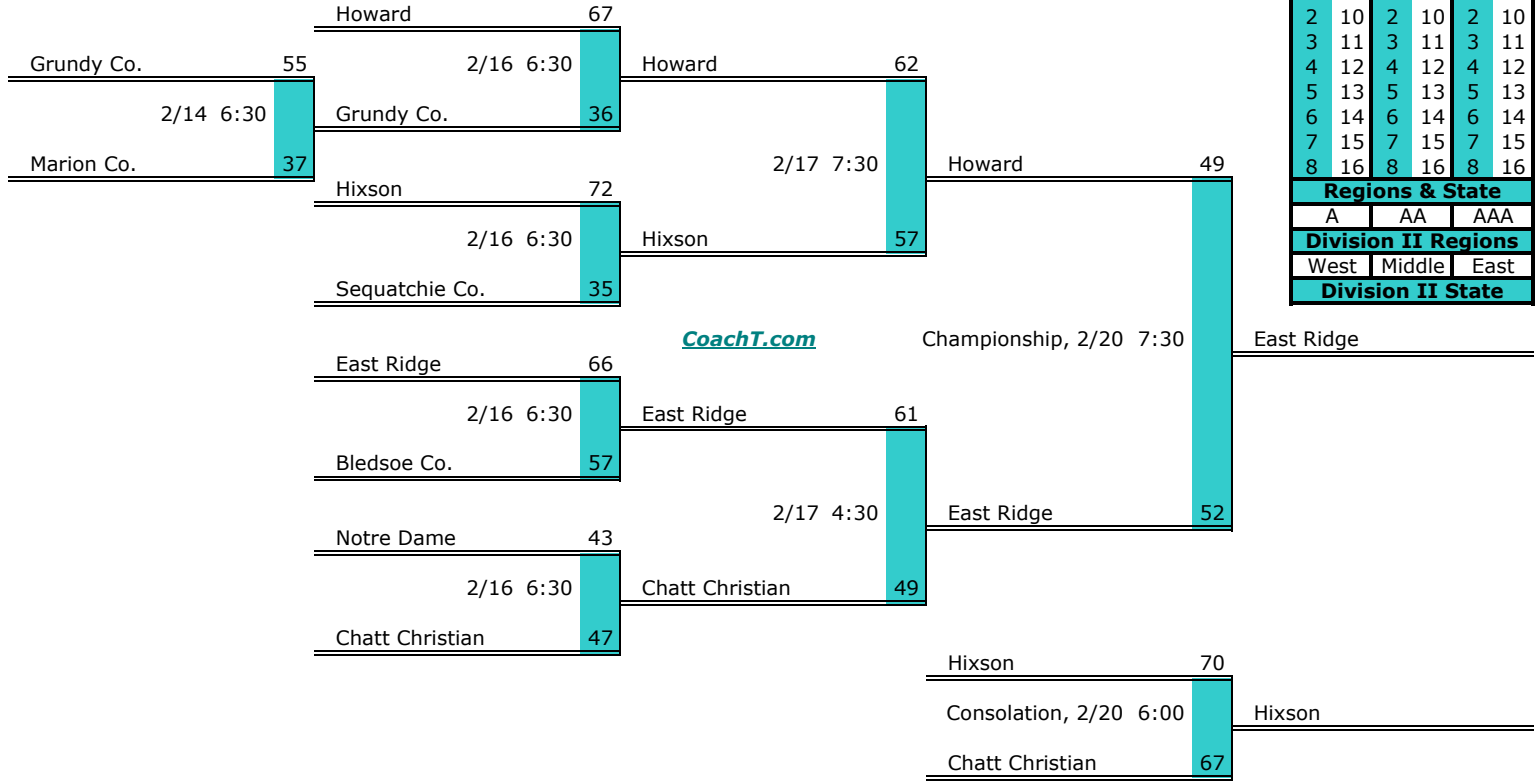 Howard 67
Grundy Co. 55
2/16 6:30
Howard 62
2/14 6:30
Grundy Co. 36
Marion Co. 37
2/17 7:30
Howard 49
Hixson 72
2/16 6:30
Hixson 57
Sequatchie Co. 35
CoachT.com
Championship, 2/20 7:30
East Ridge
East Ridge 66
2/16 6:30
East Ridge 61
Bledsoe Co. 57
2/17 4:30
East Ridge 52
Notre Dame 43
2/16 6:30
Chatt Christian 49
Chatt Christian 47
Hixson 70
Consolation, 2/20 6:00
Hixson
Chatt Christian 67
2 10 2 10 2 10
3 11 3 11 3 11
4 12 4 12 4 12
5 13 5 13 5 13
6 14 6 14 6 14
7 15 7 15 7 15
8 16 8 16 8 16
Regions & State
A AA AAA
Division II Regions
West Middle East
Division II State